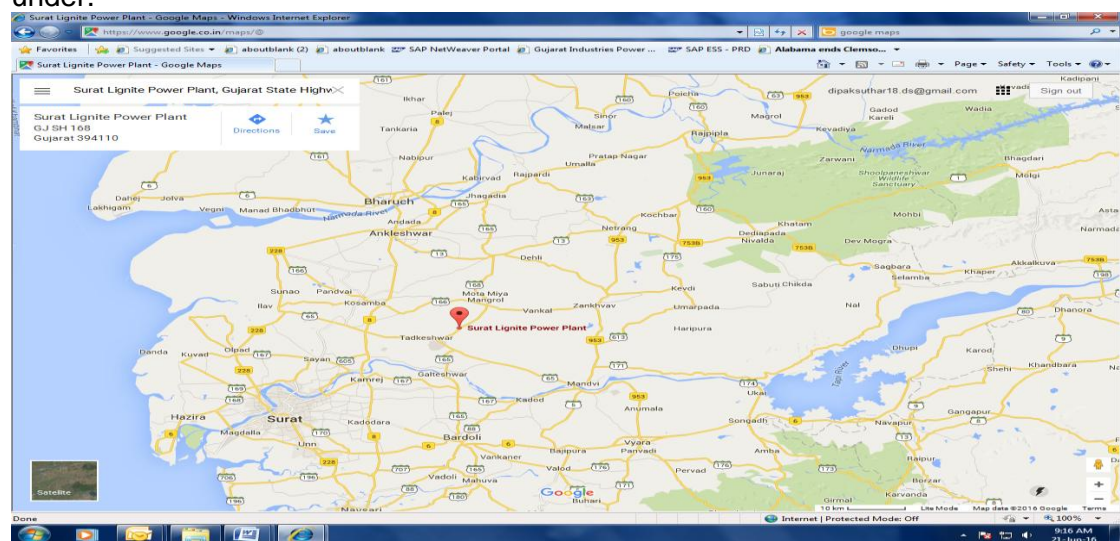 under:
Surat Lignite Power Plant - Google Maps - Windows Internet Explorer
https://www.google.co.in/maps/@
google maps
Favorites Suggested Sites aboutblank (2) aboutblank SAP NetWeaver Portal Gujarat Industries Power ... SAP ESS - PRD Alabama ends Clemso...
Surat Lignite Power Plant - Google Maps
Page Safety Tools
Surat Lignite Power Plant, Gujarat State Highw
dipaksuthar18.ds@gmail.com
Sign out
Surat Lignite Power Plant
GJ SH 168
Gujarat 394110
Directions
Save
Kadipani
Ikhar
Palej
Sinor
Malsar
Poicha
Magrol
Gadod
Kareli
Wadia
Tankaria
Rajpipla
Kevadiya
Narmada River
Nabipur
Pratap Nagar
Umalla
Zarwani
Bhagdari
Kabirvad
Rajpardi
Junaraj
Shoolpaneshwar
Wildlife
Sanctuary
Molgi
Dahej
Jolva
Lakhigam
Vegni
Manad Bhadbhut
Narmada River
Bharuch
Jhagadia
Andada
Ankleshwar
Kochbar
Netrang
Mohbi
Khatam
Dediapada
Nivalda
Dev Mogra
Dehli
Sagbara
Selamba
Akkalkuva
Khaper
Sunao
Pandvai
Ilav
Kosamba
Mota Miya
Mangrol
Vankal
Zankhvav
Keydi
Umarpada
Sabuti Chikda
Nal
Dhanora
Surat Lignite Power Plant
Haripura
Tadkeshwar
Danda
Kuvad
Olpad
Sayan
Dhupi
Karod
Shehi
Khandbara
Kamrej
Galteshwar
Kadod
Mandvi
Ukai
Tapi River
Hazira
Surat
Magdalla
Kadodara
Anumala
Songadh
Navapur
Gangapur
Unn
Bardoli
Vyara
Panvadi
Amba
Vankaner
Bajipura
Valod
Pervad
Raipur
Borzar
Vadoli
Mahuva
Google
Buhari
Girmal
Karvanda
Satellite
10 km
Lite Mode
Map data ©2016 Google
Terms
Done
Internet | Protected Mode: Off
100%
9:16 AM
21-Jun-16